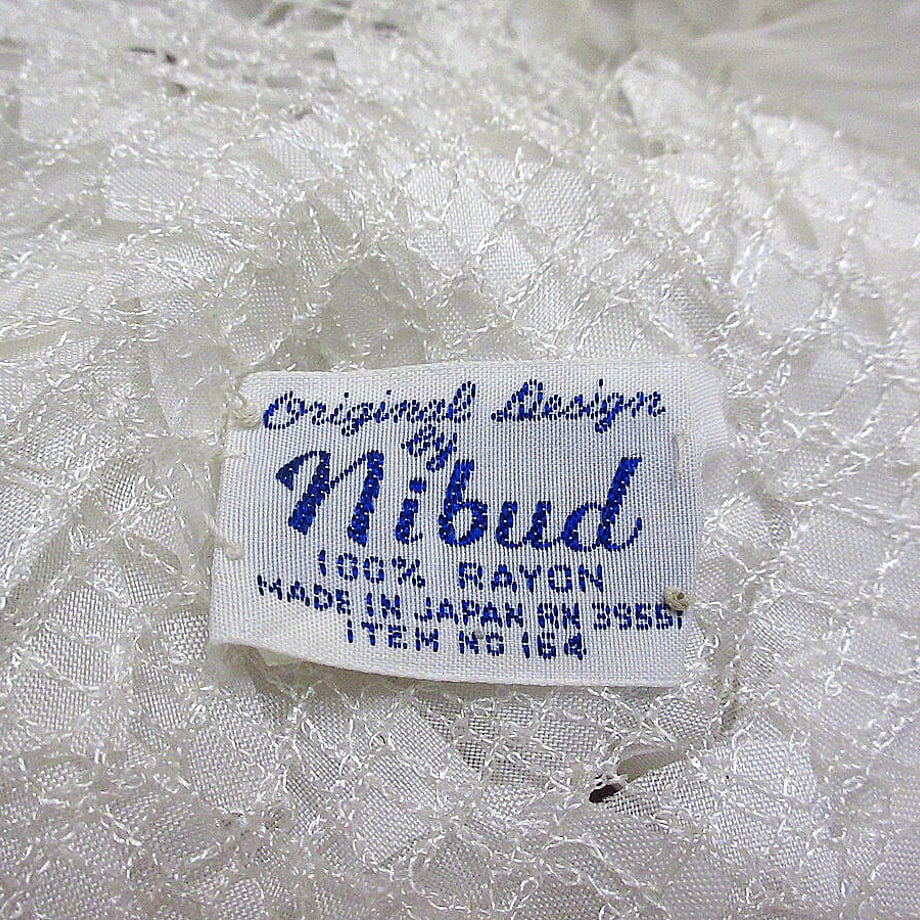 Original Design
by
Nibud
100% RAYON
MADE IN JAPAN RN 39551
ITEM NO 164